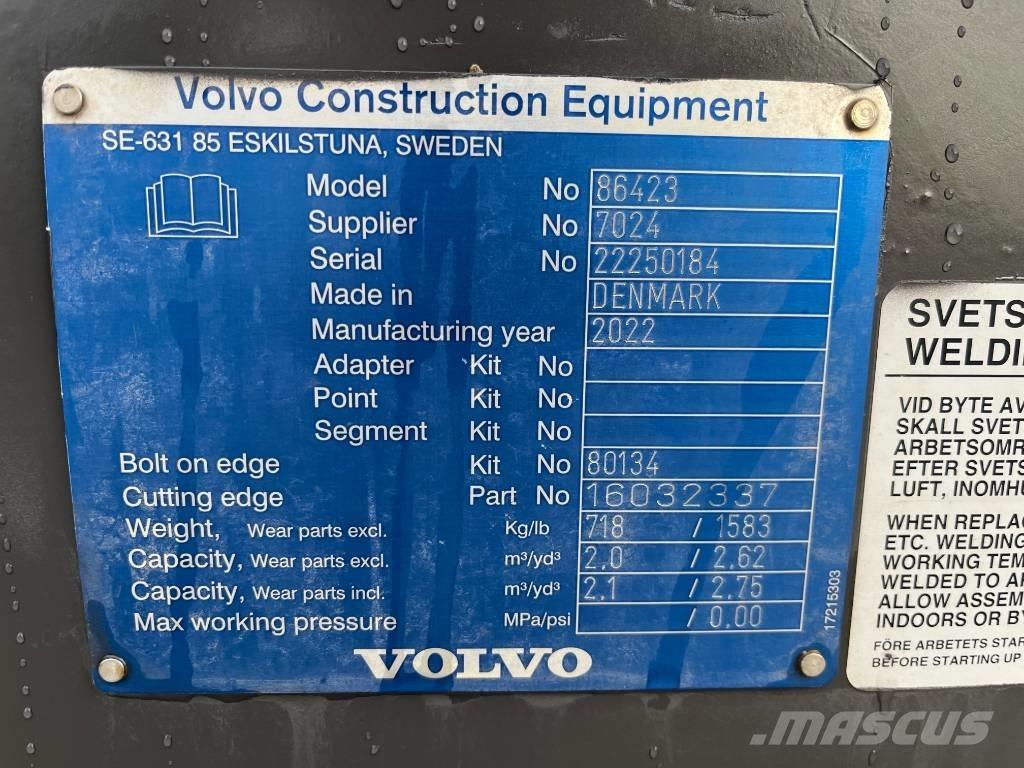 Volvo Construction Equipment
SE-631 85 ESKILSTUNA, SWEDEN
Model No 86423
Supplier No 7024
Serial No 22250184
Made in DENMARK
Manufacturing year 2022
Adapter Kit No
Point Kit No
Segment Kit No
Bolt on edge Kit No 80134
Cutting edge Part No 16032337
Weight, Wear parts excl. Kg/lb 718 / 1583
Capacity, Wear parts excl. m³/yd³ 2.0 / 2.62
Capacity, Wear parts incl. m³/yd³ 2.1 / 2.75
Max working pressure MPa/psi / 0.00
VOLVO
17215303
SVETS
WELDI
VID BYTE AV
SKALL SVET
ARBETSOMR
EFTER SVETS
LUFT, INOMHU
WHEN REPLAC
ETC. WELDING
WORKING TEM
WELDED TO A
ALLOW ASSEM
INDOORS OR BY
FÖRE ARBETETS STAR
BEFORE STARTING UP
MASCUS